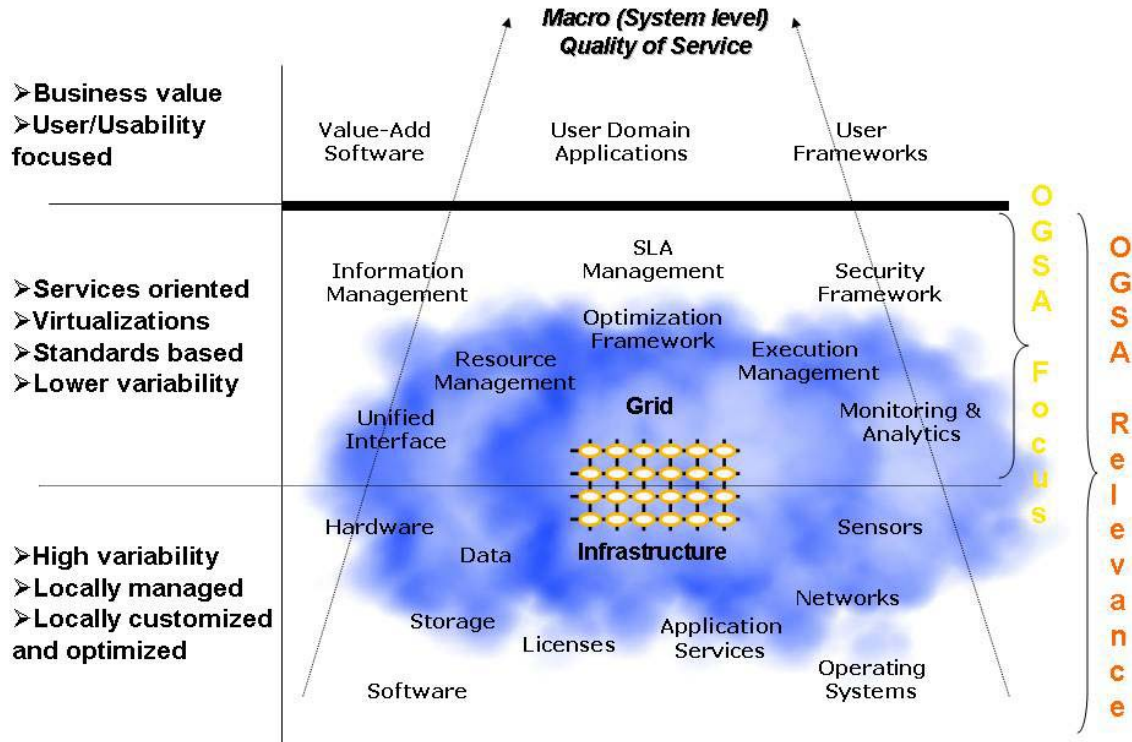 Macro (System level)
Quality of Service
➢Business value
➢User/Usability
focused
Value-Add
Software
User Domain
Applications
User
Frameworks
➢Services oriented
➢Virtualizations
➢Standards based
➢Lower variability
Information
Management
SLA
Management
Security
Framework
Optimization
Framework
Resource
Management
Execution
Management
Unified
Interface
Grid
Monitoring &
Analytics
➢High variability
➢Locally managed
➢Locally customized
and optimized
Hardware
Data
Infrastructure
Sensors
Storage
Licenses
Application
Services
Networks
Software
Operating
Systems
OGSA Focus
OGSA Relevance